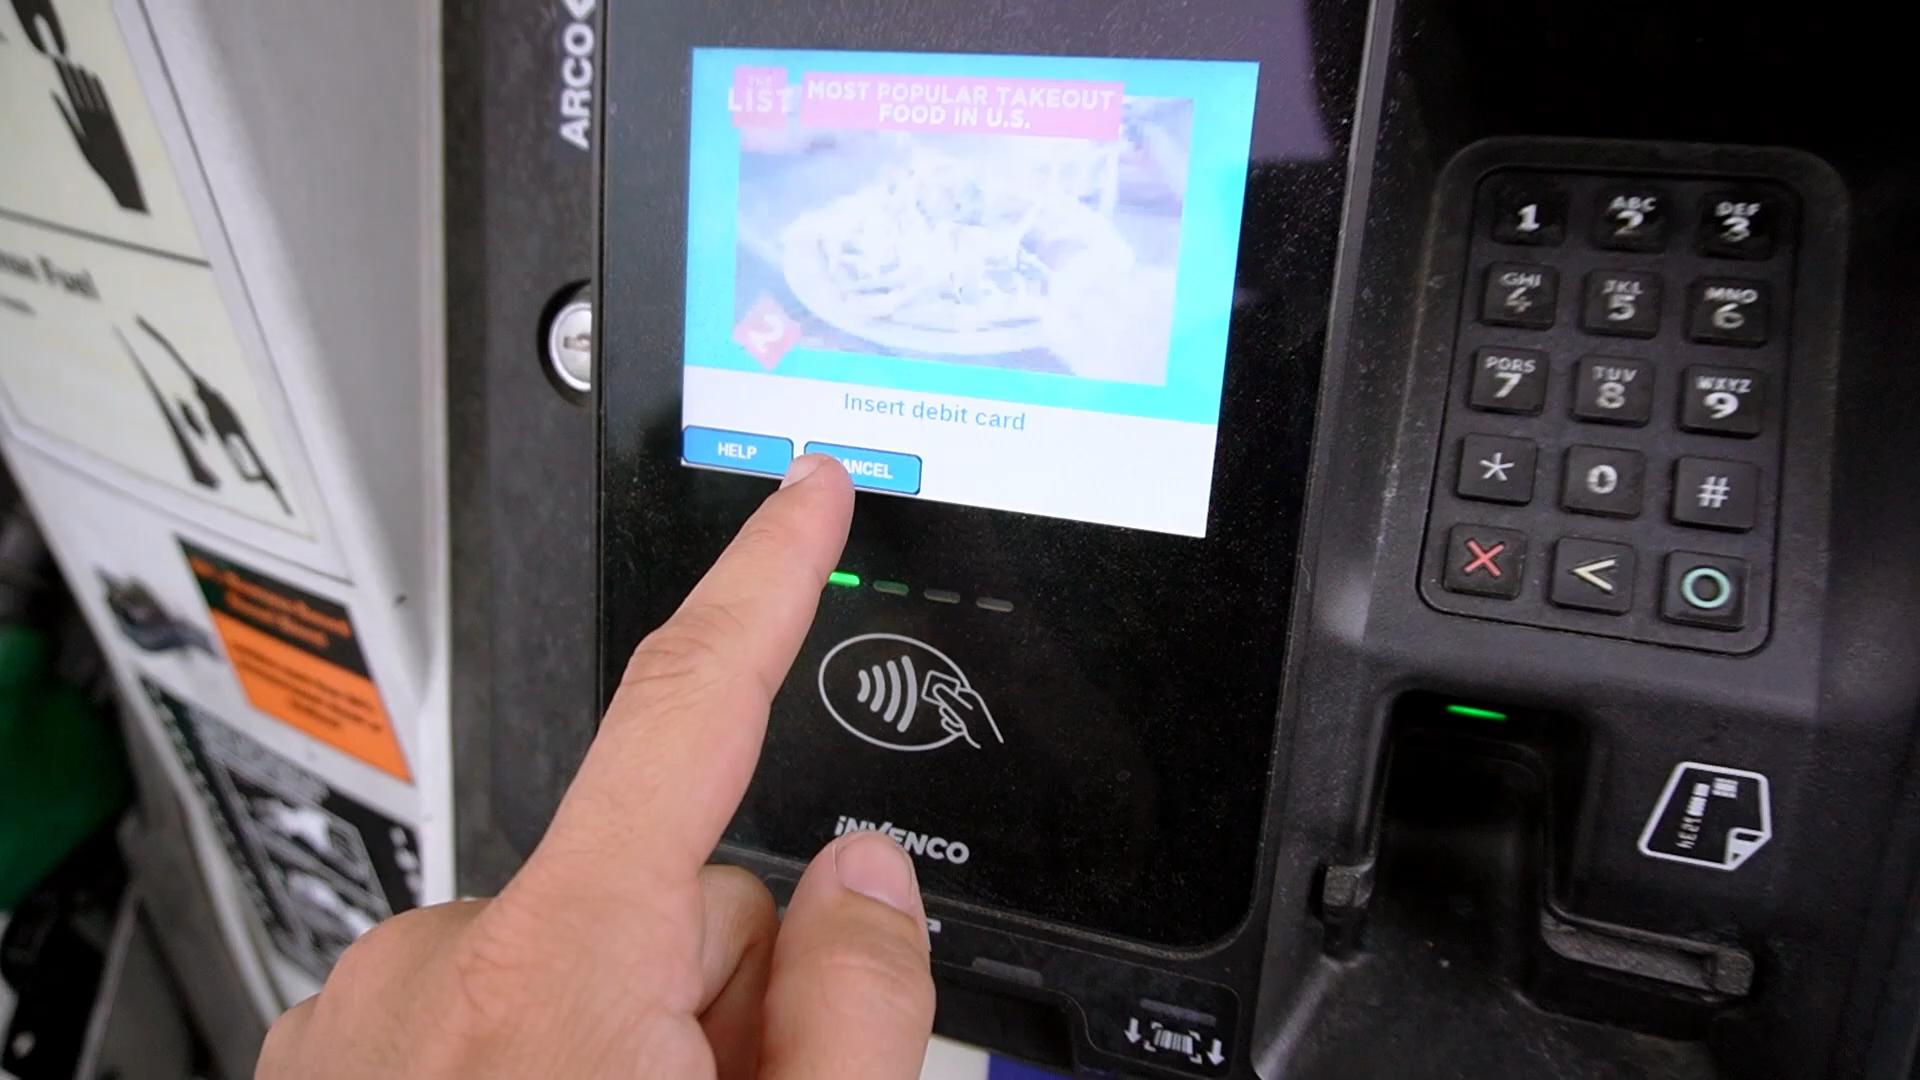 ARCO
THE
LIST
MOST POPULAR TAKEOUT
FOOD IN U.S.
2
Insert debit card
HELP
CANCEL
INVENCO
1
ABC
2
DEF
3
GHI
4
JKL
5
MNO
6
PQRS
7
TUV
8
WXYZ
9
*
0
#
Fuel